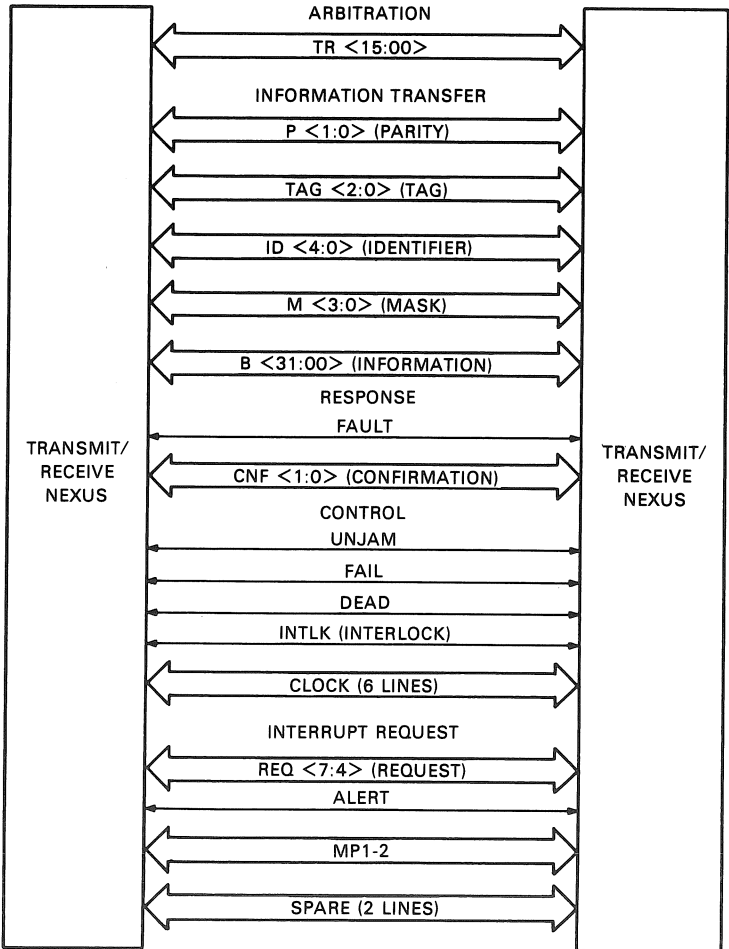 ARBITRATION
TR <15:00>
INFORMATION TRANSFER
P <1:0> (PARITY)
TAG <2:0> (TAG)
ID <4:0> (IDENTIFIER)
M <3:0> (MASK)
B <31:00> (INFORMATION)
RESPONSE
FAULT
TRANSMIT/
RECEIVE
NEXUS
TRANSMIT/
RECEIVE
NEXUS
CNF <1:0> (CONFIRMATION)
CONTROL
UNJAM
FAIL
DEAD
INTLK (INTERLOCK)
CLOCK (6 LINES)
INTERRUPT REQUEST
REQ <7:4> (REQUEST)
ALERT
MP1-2
SPARE (2 LINES)